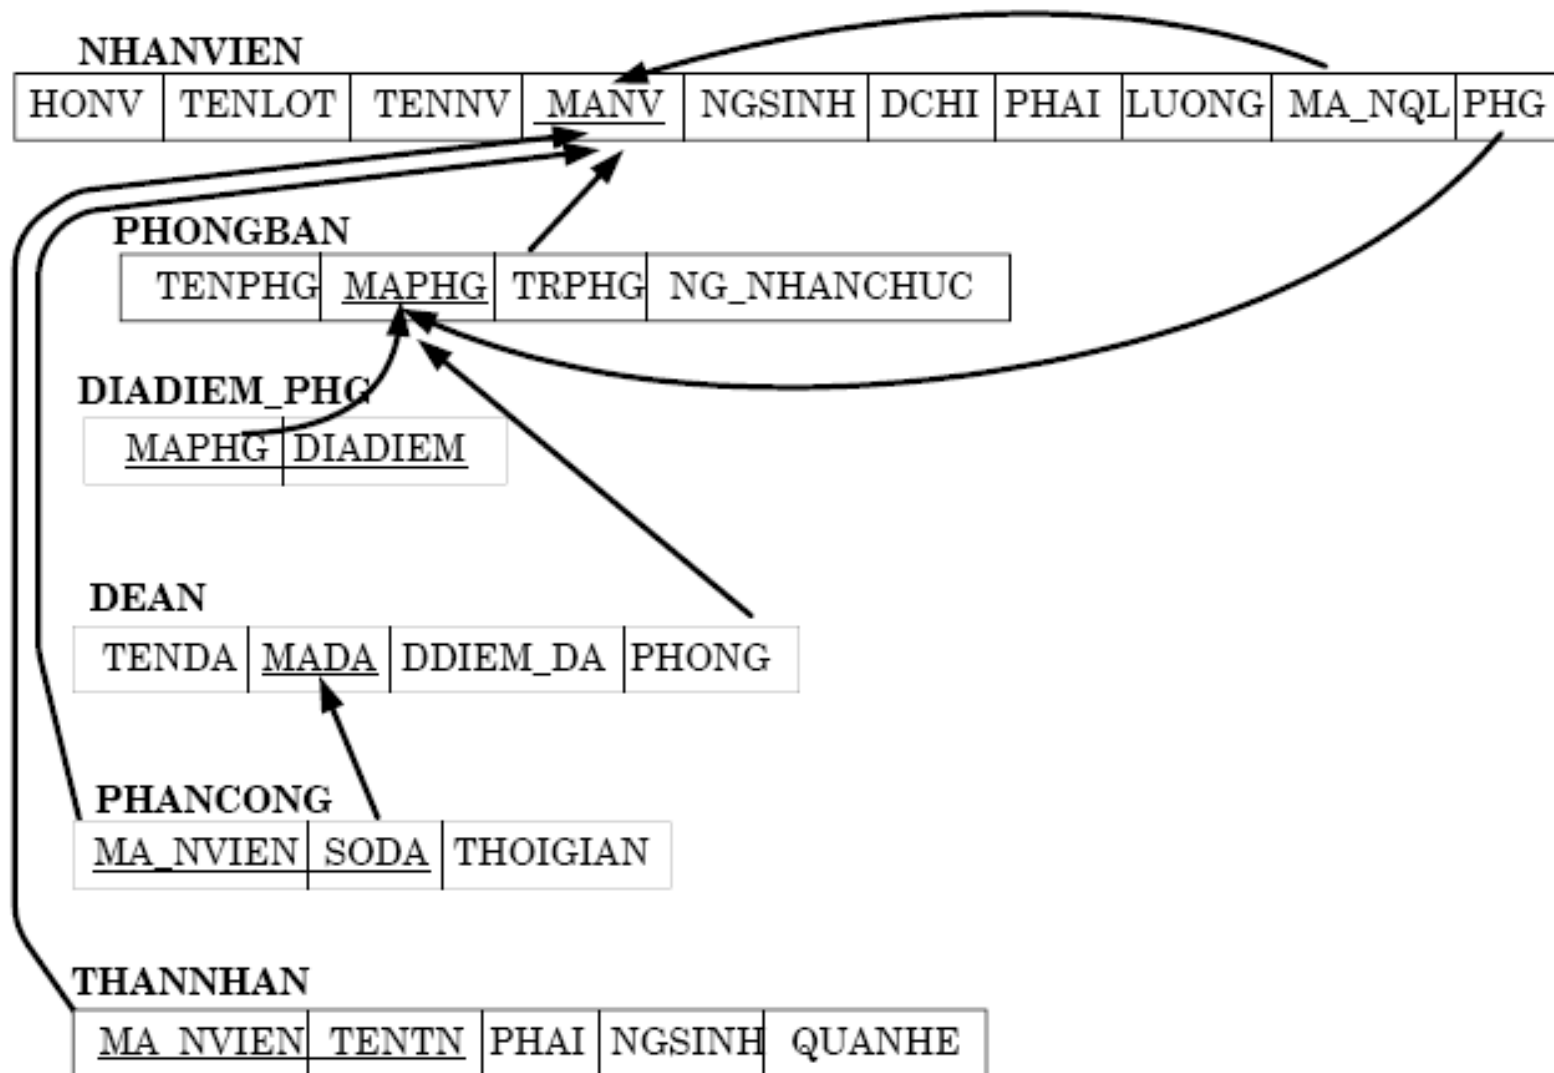 NHANVIEN
HONV TENLOT TENNV MANV NGSINH DCHI PHAI LUONG MA_NQL PHG
PHONGBAN
TENPHG MAPHG TRPHG NG_NHANCHUC
DIADIEM_PHG
MAPHG DIADIEM
DEAN
TENDA MADA DDIEM_DA PHONG
PHANCONG
MA_NVIEN SODA THOIGIAN
THANNHAN
MA_NVIEN TENTN PHAI NGSINH QUANHE